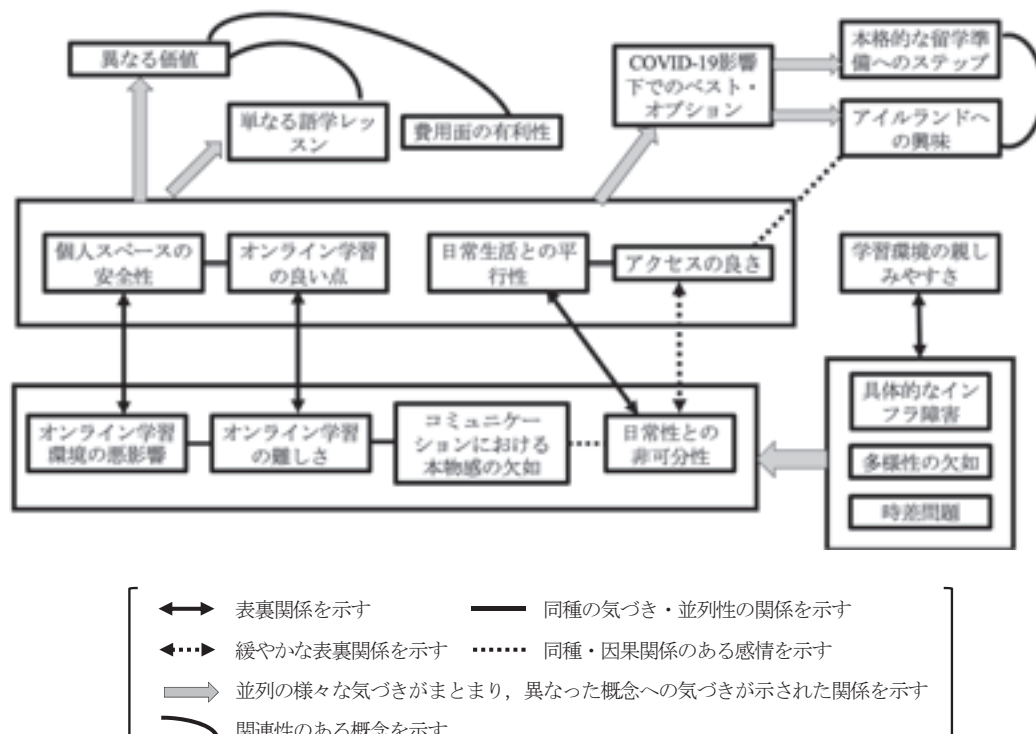 異なる価値
単なる語学レッ
スン
費用面の有利性
COVID-19影響
下でのベスト・
オプション
本格的な留学準
備へのステップ
アイルランドへ
の興味
個人スペースの
安全性
オンライン学習
の良い点
日常生活との平
行性
アクセスの良さ
学習環境の親し
みやすさ
オンライン学習
環境の悪影響
オンライン学習
の難しさ
コミュニケー
ションにおける
本物感の欠如
日常性との
非可分性
具体的なイン
フラ障害
多様性の欠如
時差問題
表裏関係を示す
同種の気づき・並列性の関係を示す
緩やかな表裏関係を示す
同種・因果関係のある感情を示す
並列の様々な気づきがまとまり，異なった概念への気づきが示された関係を示す
関連性のある概念を示す